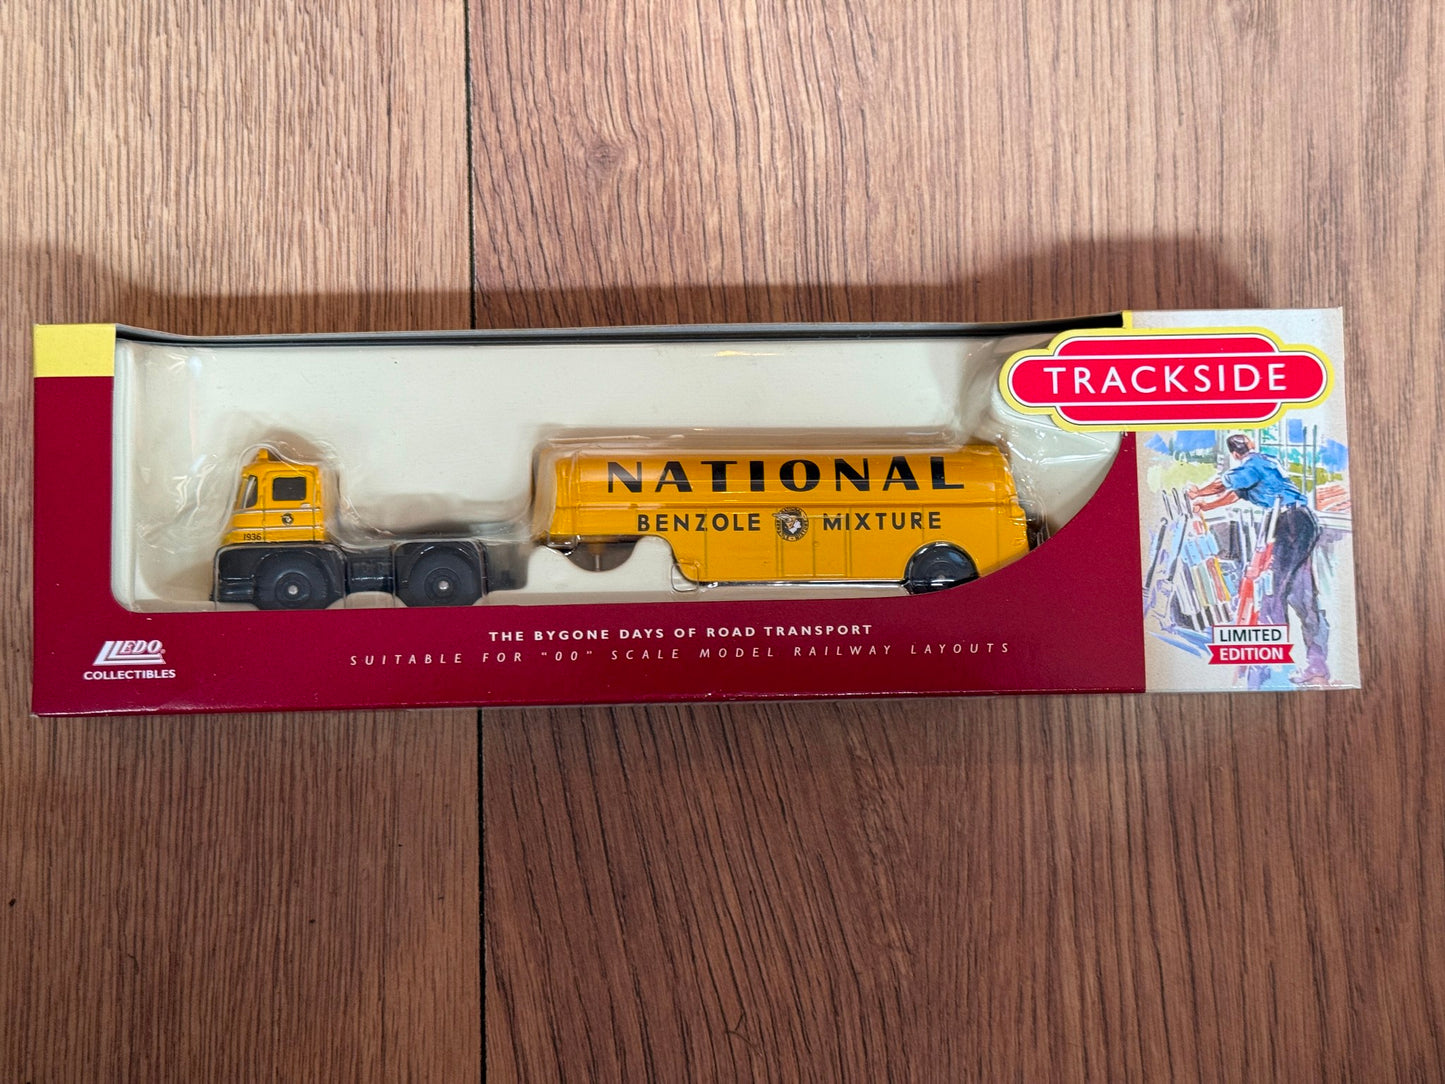 TRACKSIDE
NATIONAL
BENZOLE MIXTURE
1936
THE BYGONE DAYS OF ROAD TRANSPORT
SUITABLE FOR "00" SCALE MODEL RAILWAY LAYOUTS
LLEDO
COLLECTIBLES
LIMITED
EDITION